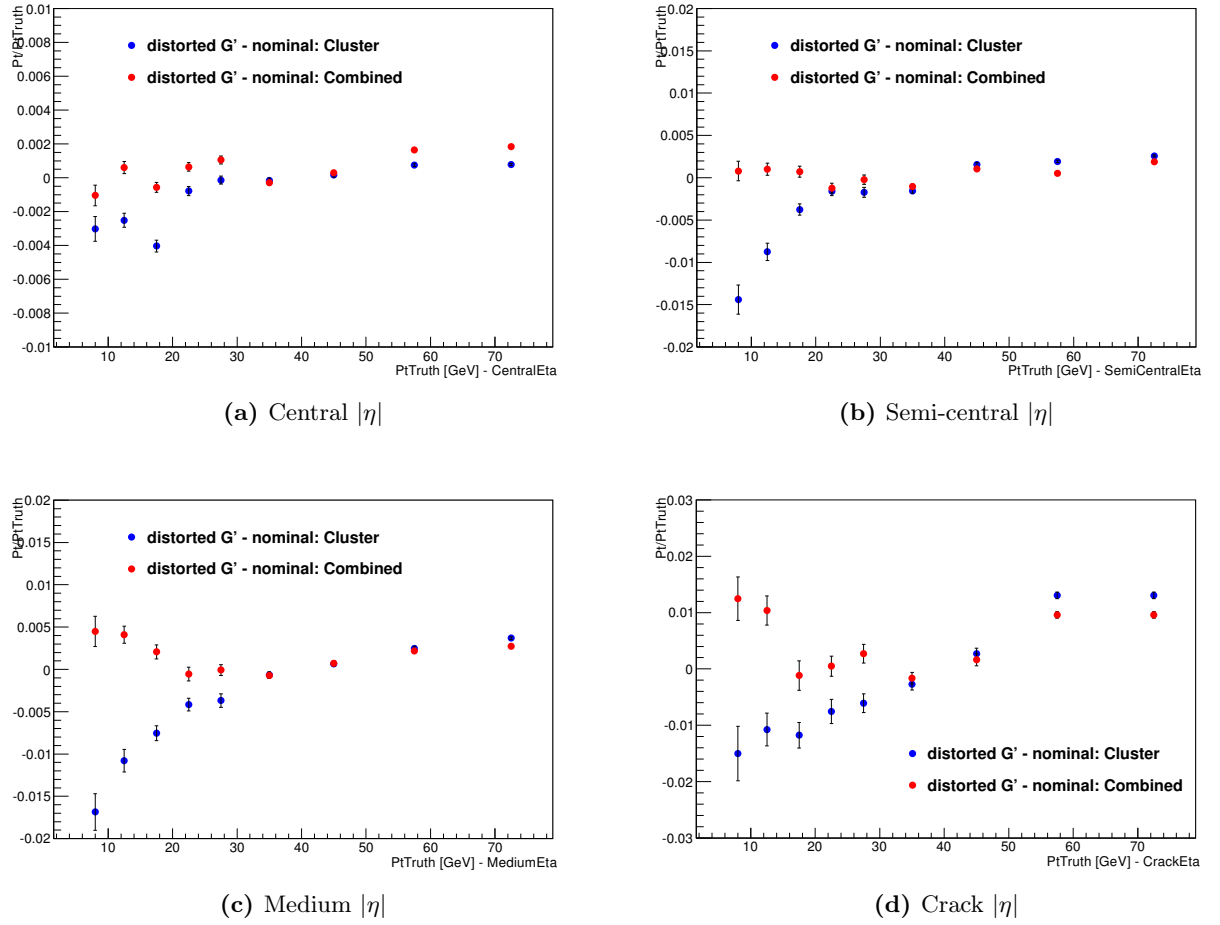 Pt/PtTruth
0.01
0.008
0.006
0.004
0.002
0
-0.002
-0.004
-0.006
-0.008
-0.01
distorted G' - nominal: Cluster
distorted G' - nominal: Combined
10 20 30 40 50 60 70
PtTruth [GeV] - CentralEta
(a) Central |η|
Pt/PtTruth
0.02
0.015
0.01
0.005
0
-0.005
-0.01
-0.015
-0.02
distorted G' - nominal: Cluster
distorted G' - nominal: Combined
10 20 30 40 50 60 70
PtTruth [GeV] - SemiCentralEta
(b) Semi-central |η|
Pt/PtTruth
0.02
0.015
0.01
0.005
0
-0.005
-0.01
-0.015
-0.02
distorted G' - nominal: Cluster
distorted G' - nominal: Combined
10 20 30 40 50 60 70
PtTruth [GeV] - MediumEta
(c) Medium |η|
Pt/PtTruth
0.03
0.02
0.01
0
-0.01
-0.02
-0.03
distorted G' - nominal: Cluster
distorted G' - nominal: Combined
10 20 30 40 50 60 70
PtTruth [GeV] - CrackEta
(d) Crack |η|